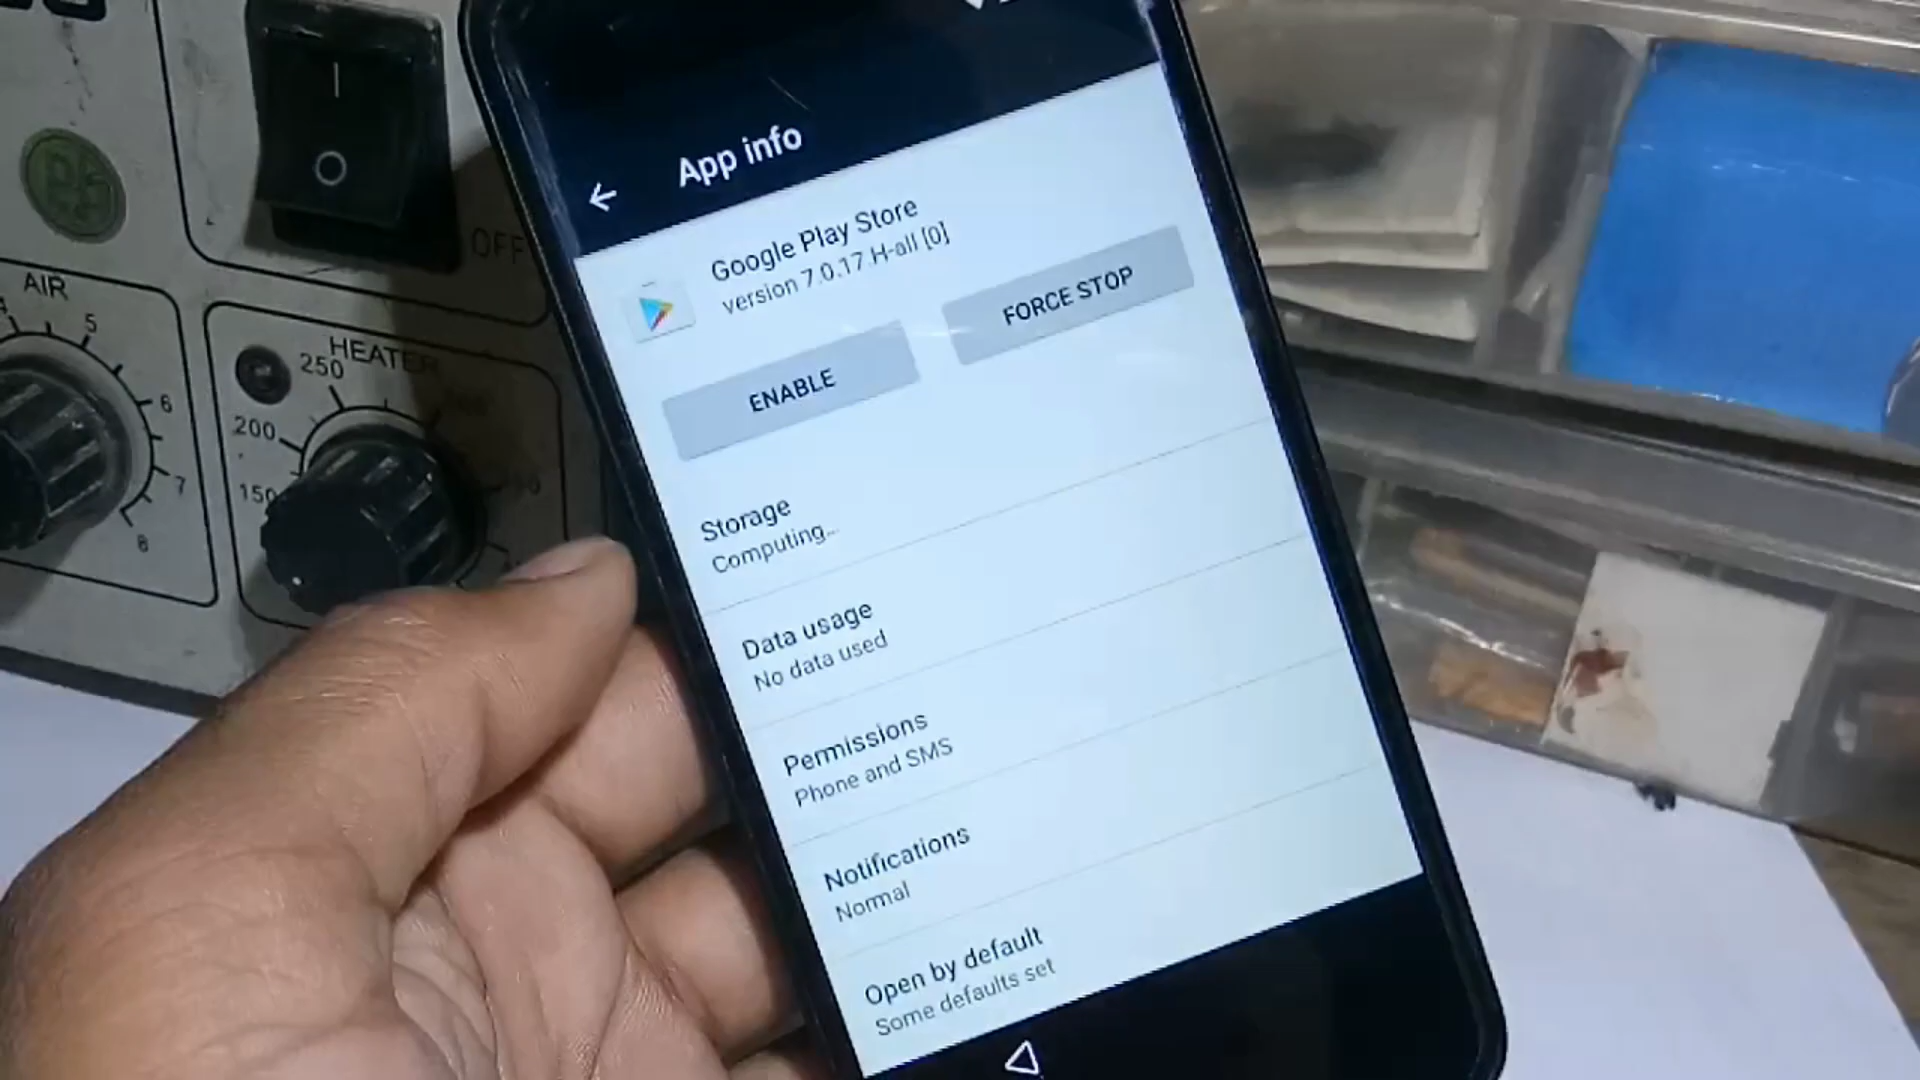 App info
Google Play Store
version 7.0.17.H-all [0]
ENABLE
FORCE STOP
Storage
Computing...
Data usage
No data used
Permissions
Phone and SMS
Notifications
Normal
Open by default
Some defaults set
OFF
AIR
5
6
7
8
HEATER
250
200
150